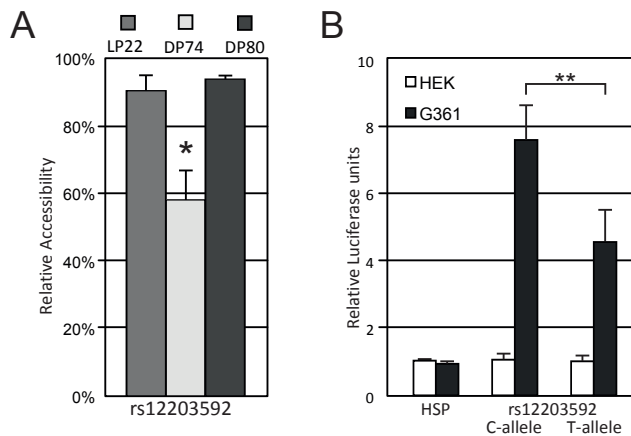 A
LP22 DP74 DP80
Relative Accessibility
100%
80%
60%
40%
20%
0%
*
rs12203592
B
Relative Luciferase units
10
8
6
4
2
0
HEK
G361
**
HSP rs12203592
C-allele T-allele